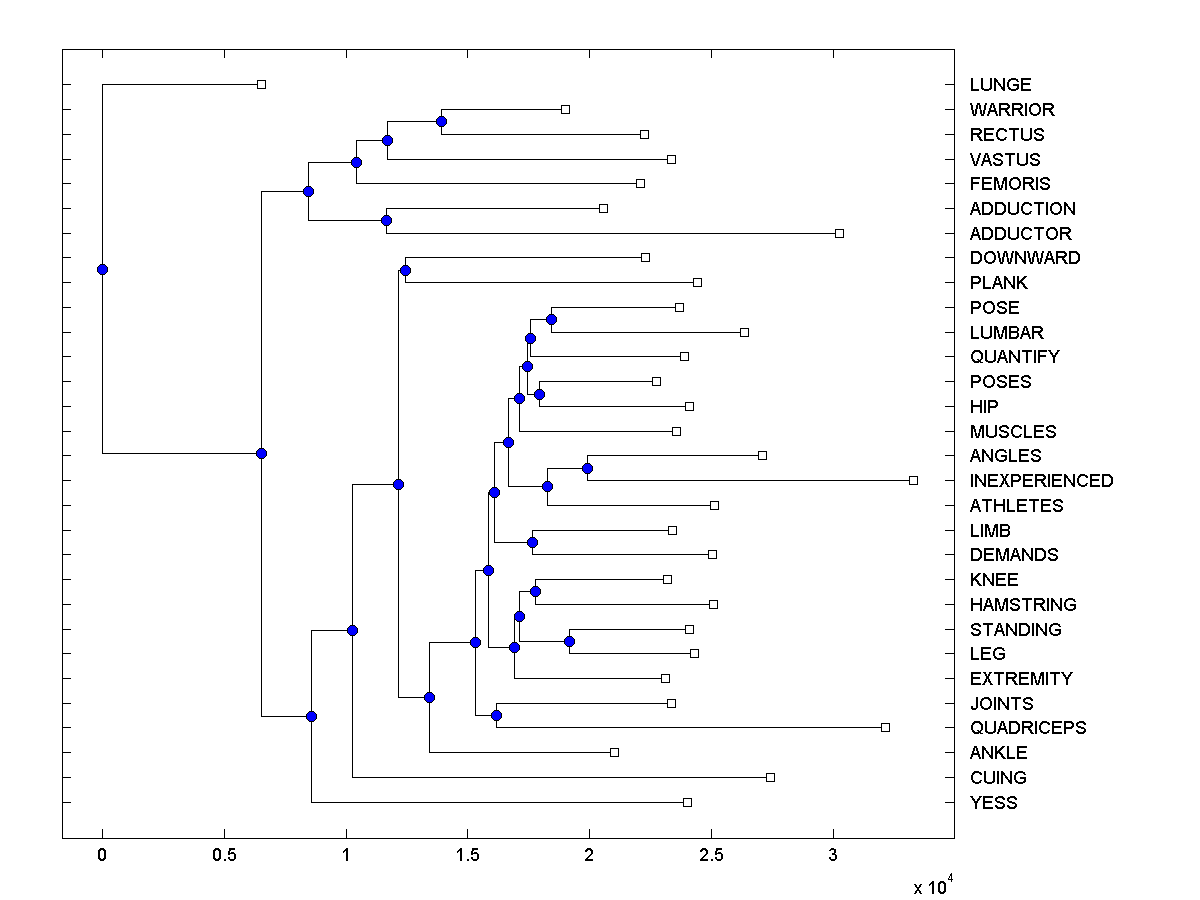 LUNGE
WARRIOR
RECTUS
VASTUS
FEMORIS
ADDUCTION
ADDUCTOR
DOWNWARD
PLANK
POSE
LUMBAR
QUANTIFY
POSES
HIP
MUSCLES
ANGLES
INEXPERIENCED
ATHLETES
LIMB
DEMANDS
KNEE
HAMSTRING
STANDING
LEG
EXTREMITY
JOINTS
QUADRICEPS
ANKLE
CUING
YESS
0 0.5 1 1.5 2 2.5 3
x 10^4